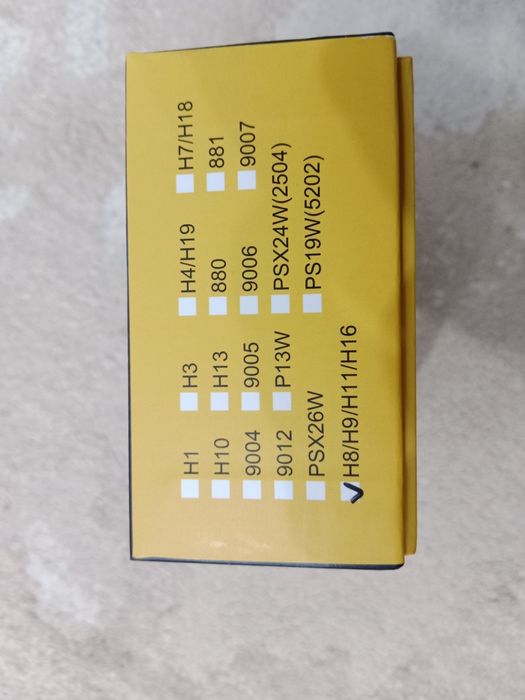 H1 H3 H4/H19 H7/H18
H10 H13 880 881
9004 9005 9006 9007
9012 P13W PSX24W(2504)
PSX26W PS19W(5202)
H8/H9/H11/H16